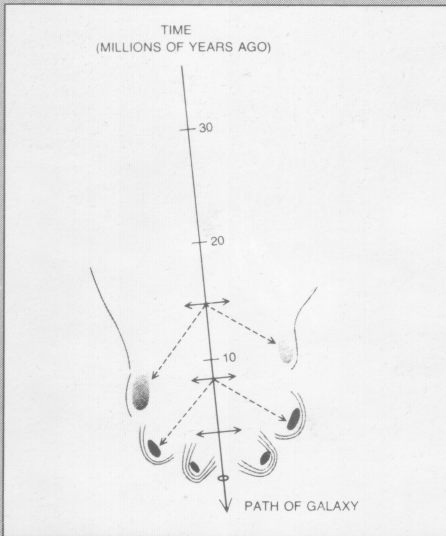 TIME
(MILLIONS OF YEARS AGO)
30
20
10
PATH OF GALAXY